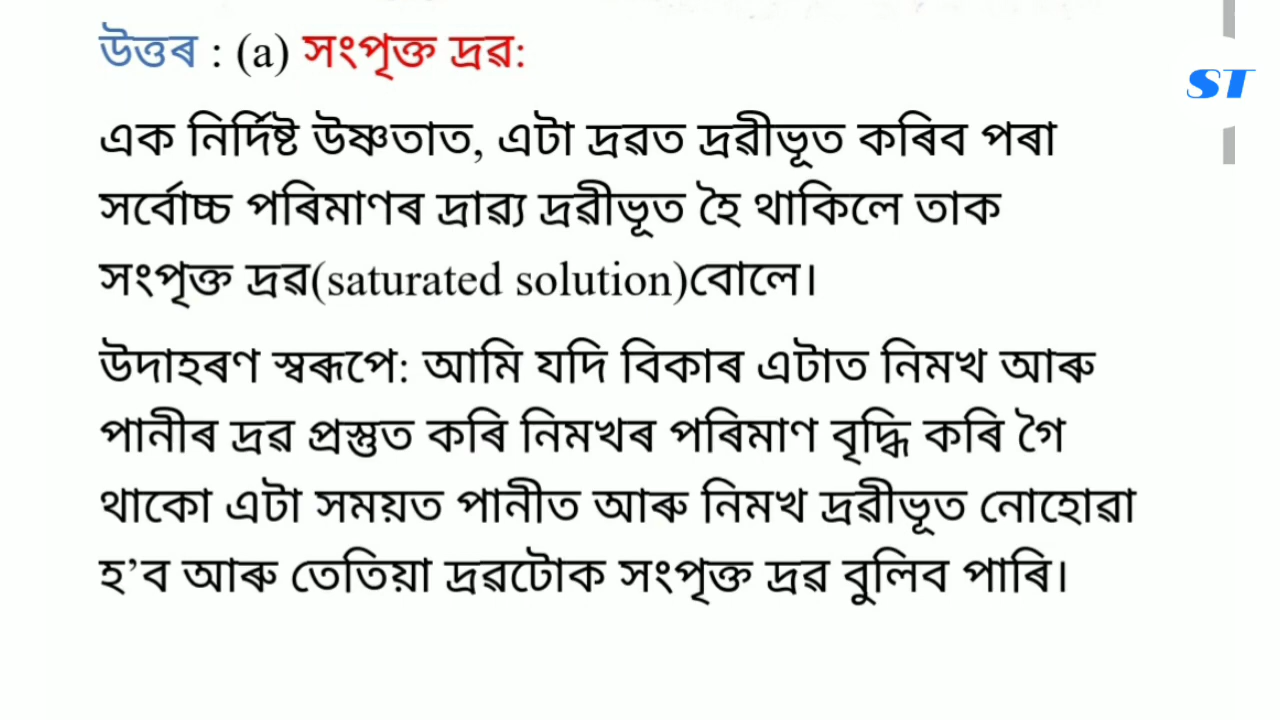 উত্তৰ : (a) সংপৃক্ত দ্ৰৱ:
ST
এক নিৰ্দিষ্ট উষ্ণতাত, এটা দ্ৰৱত দ্ৰৱীভূত কৰিব পৰা
সৰ্বোচ্চ পৰিমাণৰ দ্ৰাৱ্য দ্ৰৱীভূত হৈ থাকিলে তাক
সংপৃক্ত দ্ৰৱ(saturated solution)বোলে।
উদাহৰণ স্বৰূপে: আমি যদি বিকাৰ এটাত নিমখ আৰু
পানীৰ দ্ৰৱ প্ৰস্তুত কৰি নিমখৰ পৰিমাণ বৃদ্ধি কৰি গৈ
থাকো এটা সময়ত পানীত আৰু নিমখ দ্ৰৱীভূত নোহোৱা
হ’ব আৰু তেতিয়া দ্ৰৱটোক সংপৃক্ত দ্ৰৱ বুলিব পাৰি।